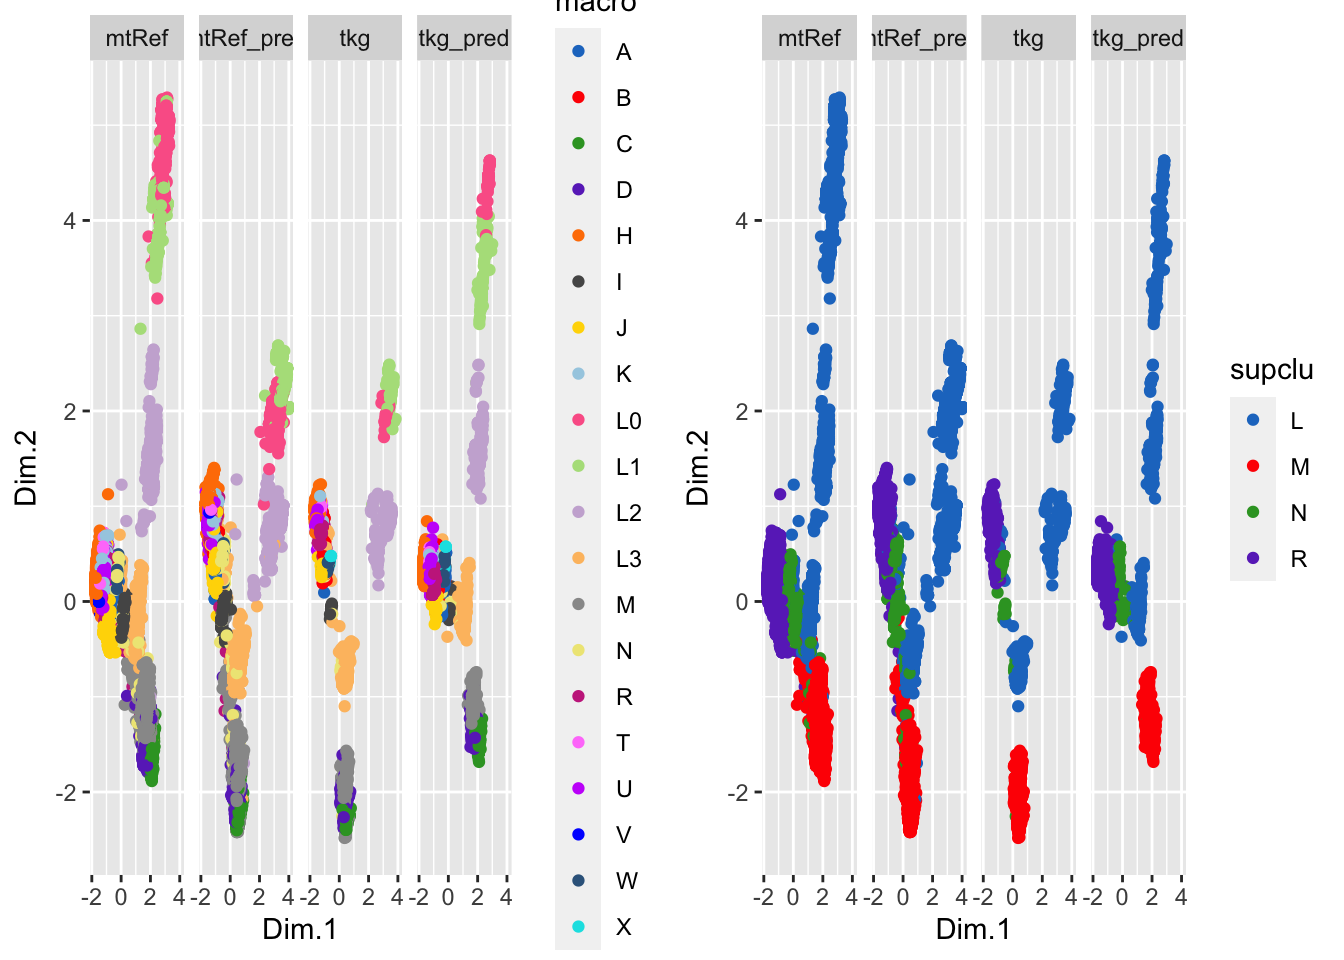 macro
mtRef ntRef_pre tkg tkg_pred
A
B
C
D
H
I
J
K
L0
L1
L2
L3
M
N
R
T
U
V
W
X
4
2
0
-2
Dim.2
-2 0 2 4 -2 0 2 4 -2 0 2 4 -2 0 2 4
Dim.1
mtRef ntRef_pre tkg tkg_pred
supclu
L
M
N
R
4
2
0
-2
Dim.2
-2 0 2 4 -2 0 2 4 -2 0 2 4 -2 0 2 4
Dim.1